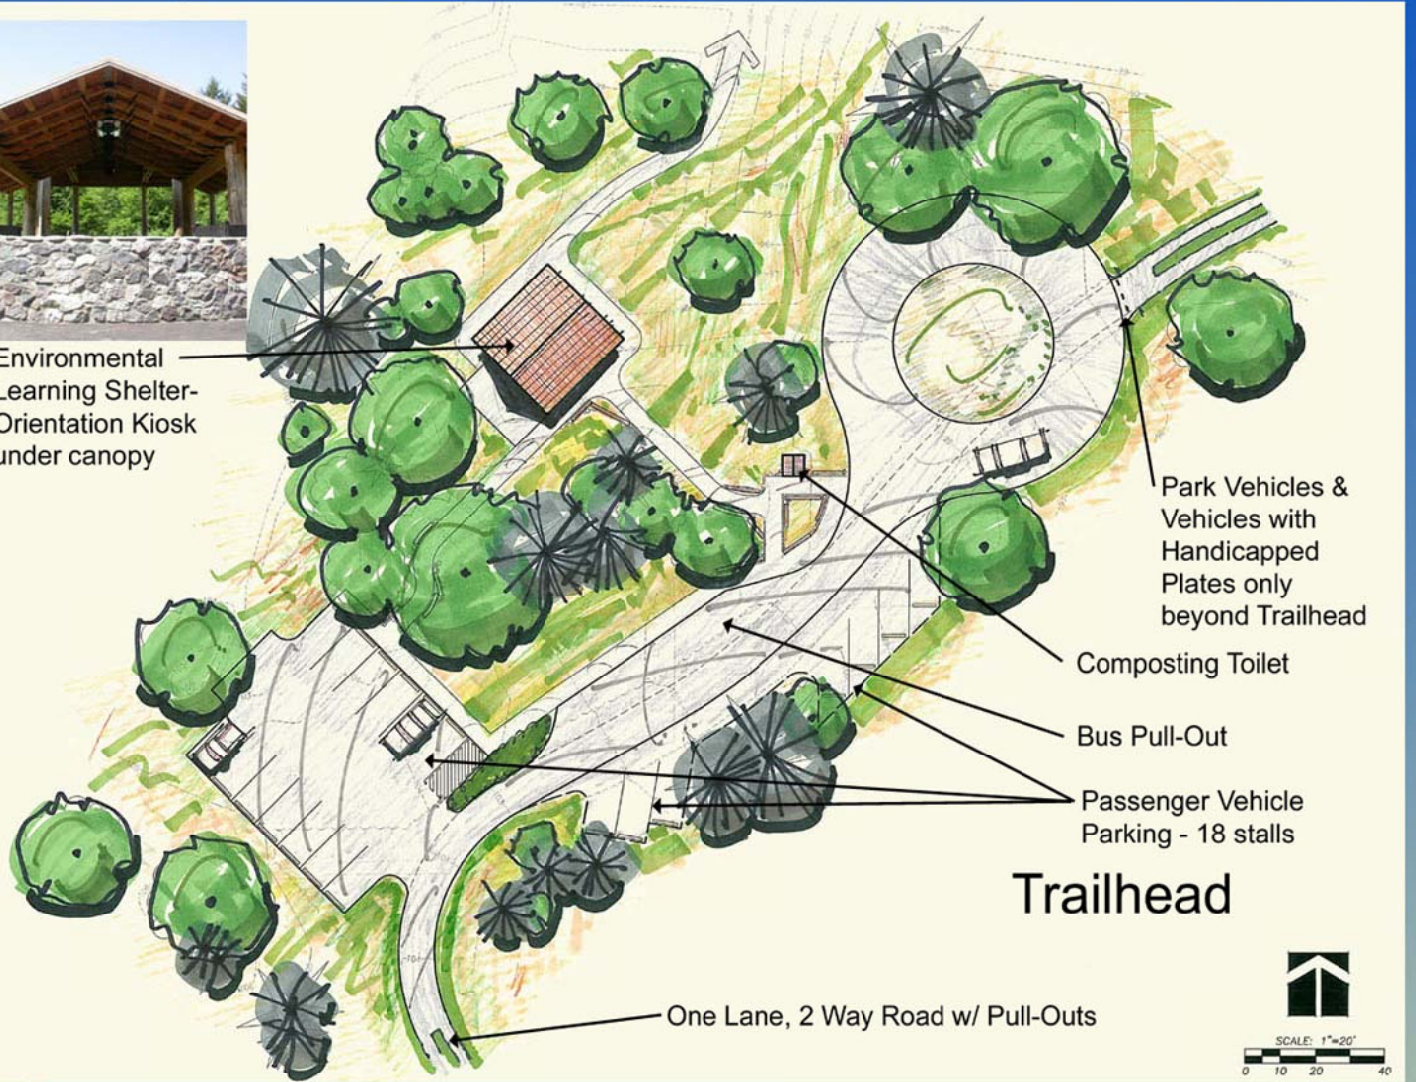 Environmental
Learning Shelter-
Orientation Kiosk
under canopy
Park Vehicles &
Vehicles with
Handicapped
Plates only
beyond Trailhead
Composting Toilet
Bus Pull-Out
Passenger Vehicle
Parking - 18 stalls
Trailhead
One Lane, 2 Way Road w/ Pull-Outs
SCALE: 1"=20'
0 10 20 40